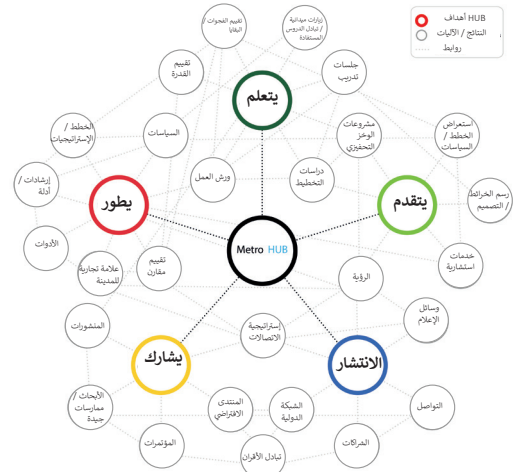 HUB أهداف
النتائج / الآليات
روابط
تقييم الفجوات /
البقايا
زيارات ميدانية
/ تبادل الدروس
المستفادة
تقييم
القدرة
جلسات
تدريب
يتعلم
الخطط /
الإستراتيجيات
السياسات
مشروعات
الوخز
التحفيزي
استعراض
الخطط /
السياسات
إرشادات /
أدلة
ورش العمل
دراسات
التخطيط
يطور
يتقدم
رسم الخرائط
/ التصميم
الأدوات
Metro HUB
علامة تجارية
للمدينة
تقييم
مقارن
الرؤية
خدمات
استشارية
المنشورات
إستراتيجية
الاتصالات
وسائل
الإعلام
يشارك
الانتشار
الأبحاث /
ممارسات
جيدة
المنتدى
الافتراضي
الشبكة
الدولية
التواصل
المؤتمرات
تبادل الأقران
الشراكات